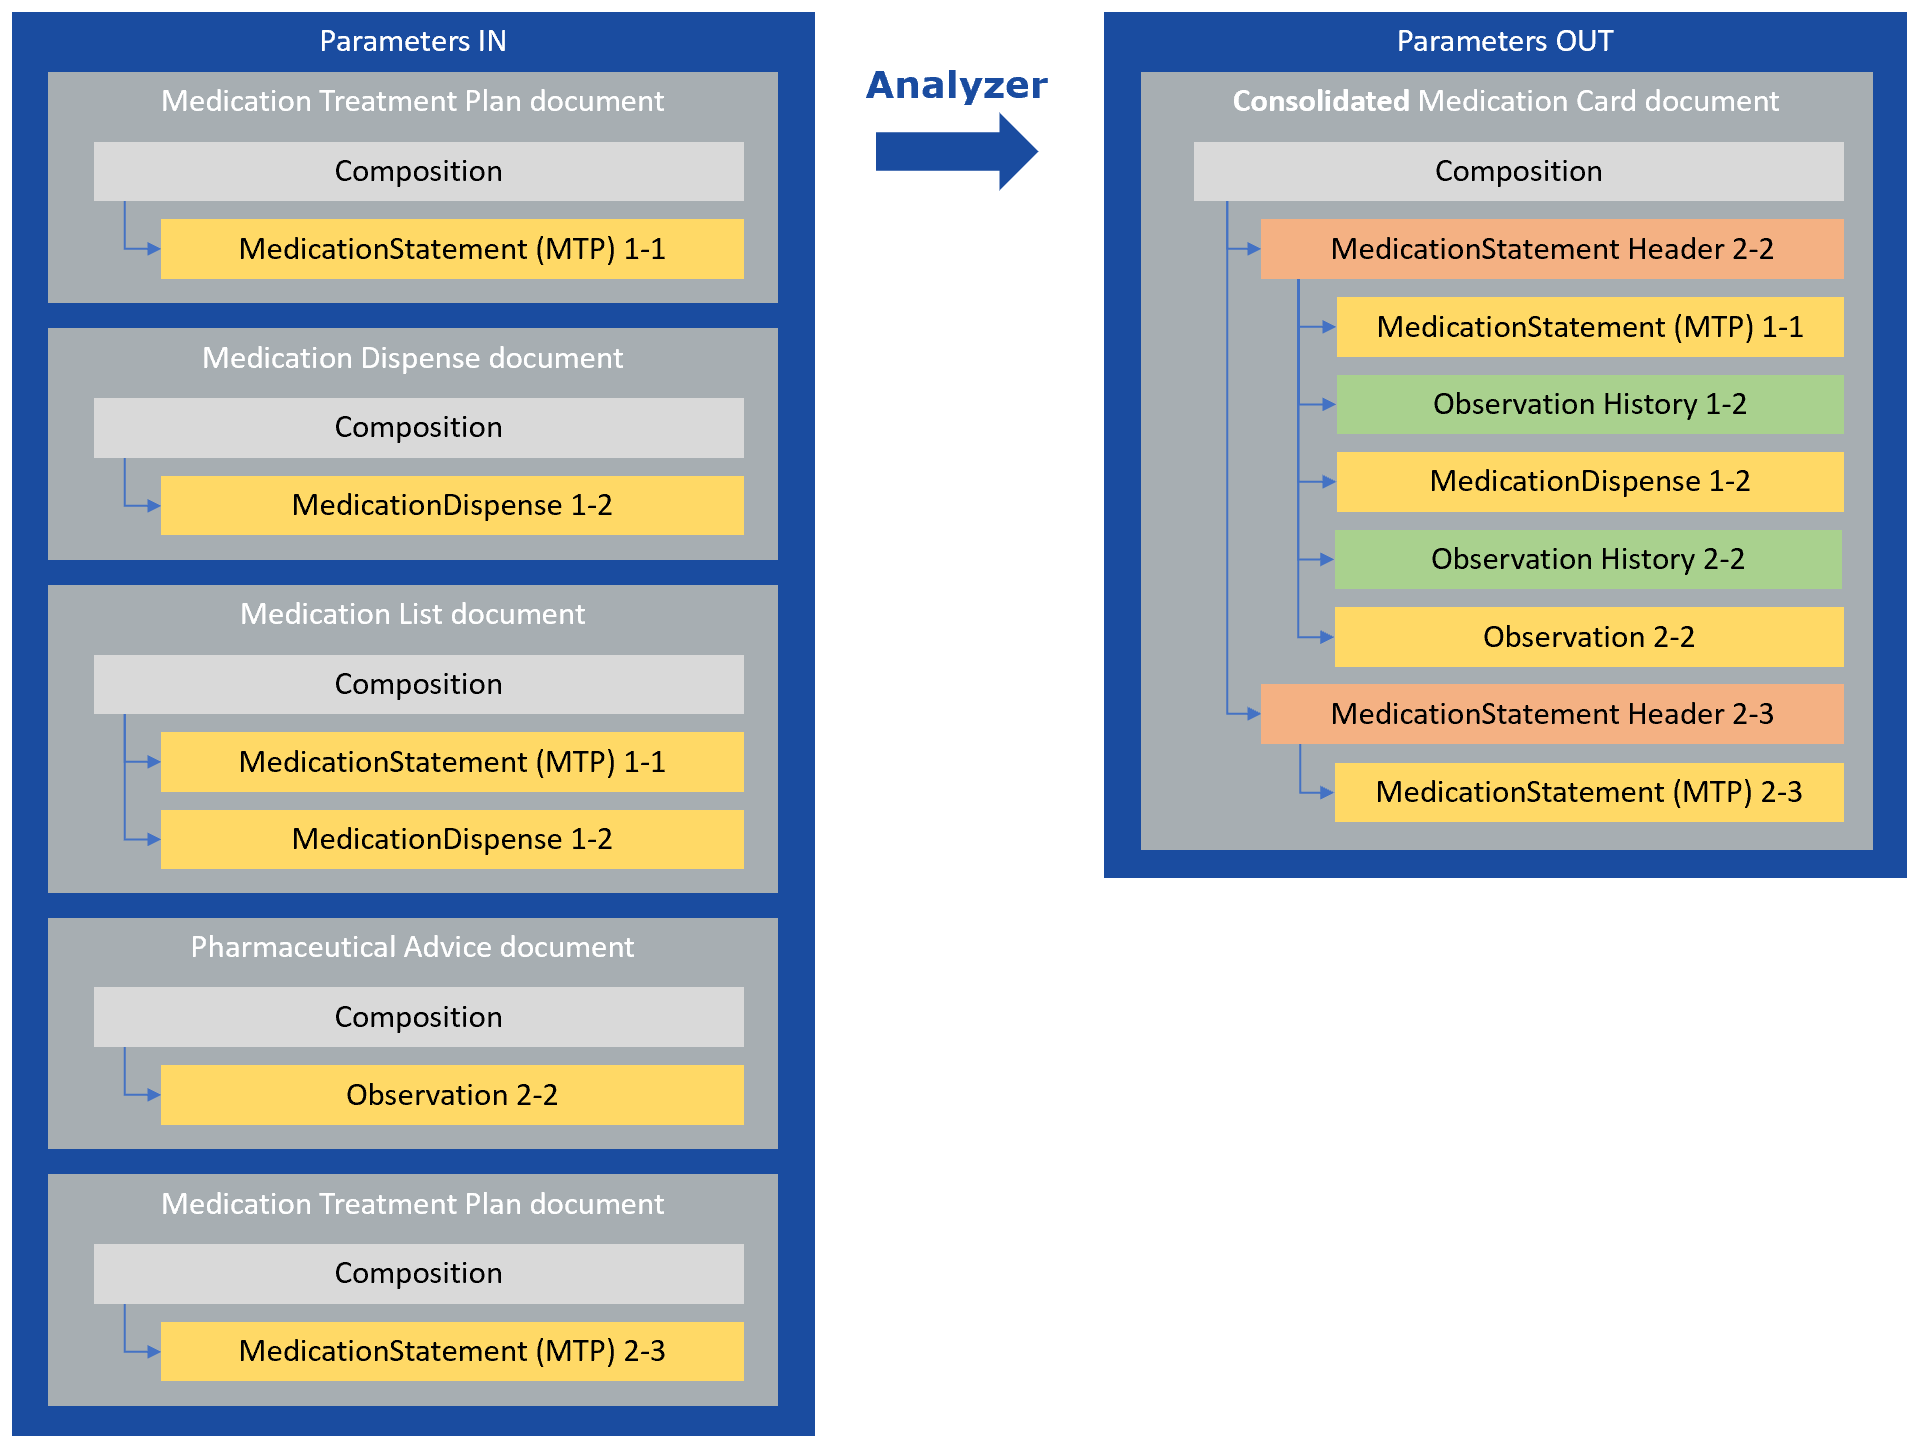 Parameters IN
Medication Treatment Plan document
Composition
MedicationStatement (MTP) 1-1
Medication Dispense document
Composition
MedicationDispense 1-2
Medication List document
Composition
MedicationStatement (MTP) 1-1
MedicationDispense 1-2
Pharmaceutical Advice document
Composition
Observation 2-2
Medication Treatment Plan document
Composition
MedicationStatement (MTP) 2-3
Analyzer
Parameters OUT
Consolidated Medication Card document
Composition
MedicationStatement Header 2-2
MedicationStatement (MTP) 1-1
Observation History 1-2
MedicationDispense 1-2
Observation History 2-2
Observation 2-2
MedicationStatement Header 2-3
MedicationStatement (MTP) 2-3